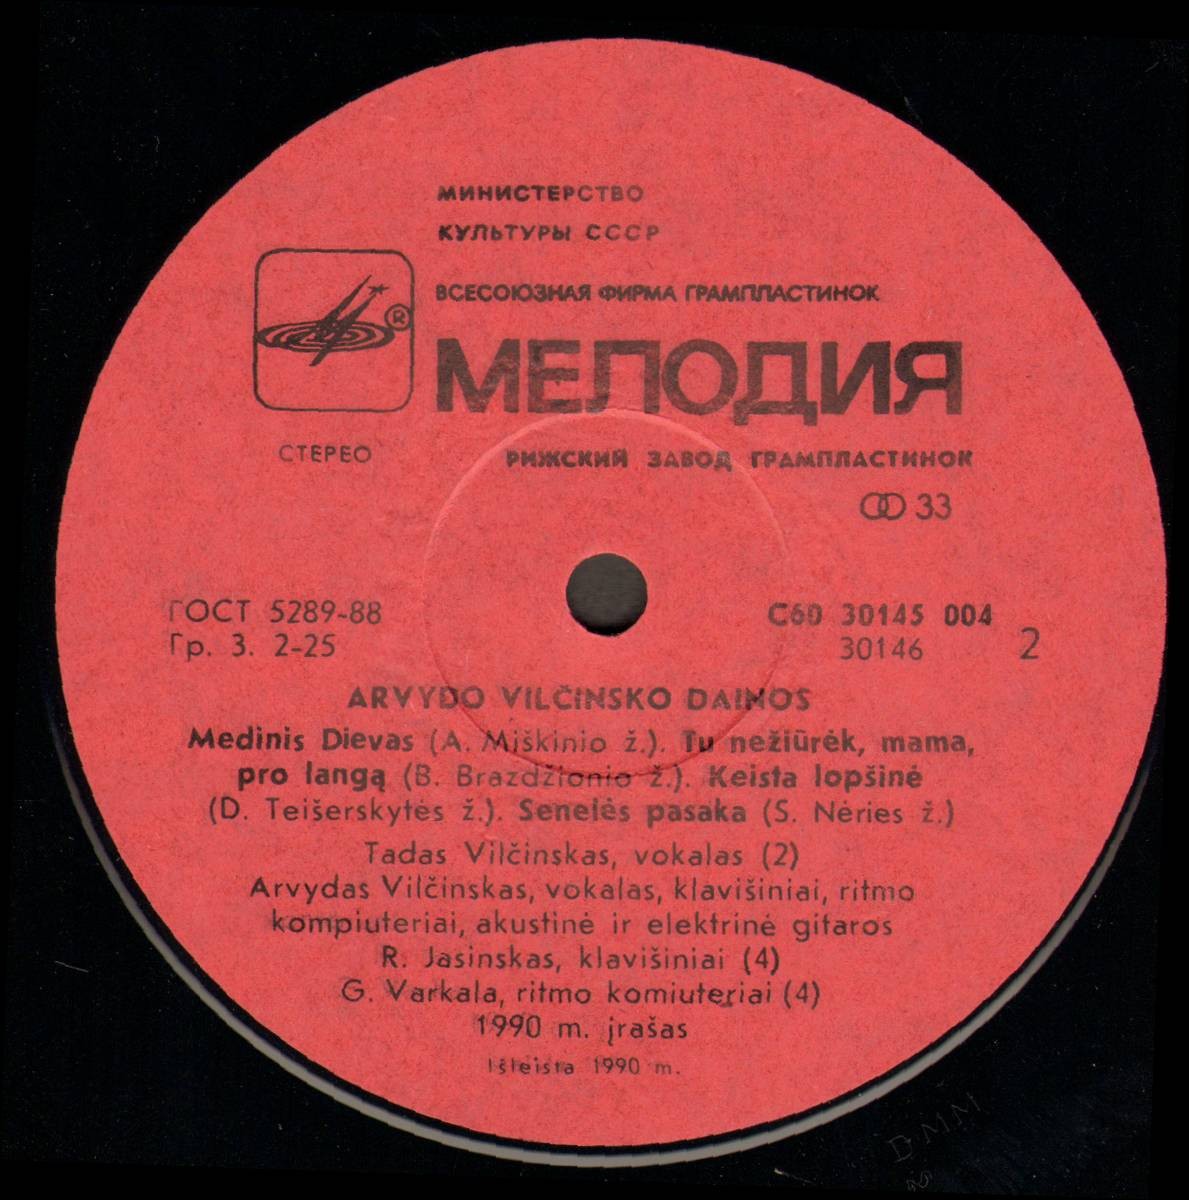 МИНИСТЕРСТВО
КУЛЬТУРЫ СССР
ВСЕСОЮЗНАЯ ФИРМА ГРАМПЛАСТИНОК
®
МЕЛОДИЯ
СТЕРЕО
РИЖСКИЙ ЗАВОД ГРАМПЛАСТИНОК
33
ГОСТ 5289-88
Гр. 3. 2-25
С60 30145 004
30146
2
ARVYDO VILČINSKO DAINOS
Medinis Dievas (A. Miškinio ž.). Tu nežiūrėk, mama,
pro langą (B. Brazdžionio ž.). Keista lopšinė
(D. Teišerskytės ž.). Senelės pasaka (S. Nėries ž.)
Tadas Vilčinskas, vokalas (2)
Arvydas Vilčinskas, vokalas, klavišiniai, ritmo
kompiuteriai, akustinė ir elektrinė gitaros
R. Jasinskas, klavišiniai (4)
G. Varkala, ritmo komiuteriai (4)
1990 m. įrašas
Išleista 1990 m.
DMM